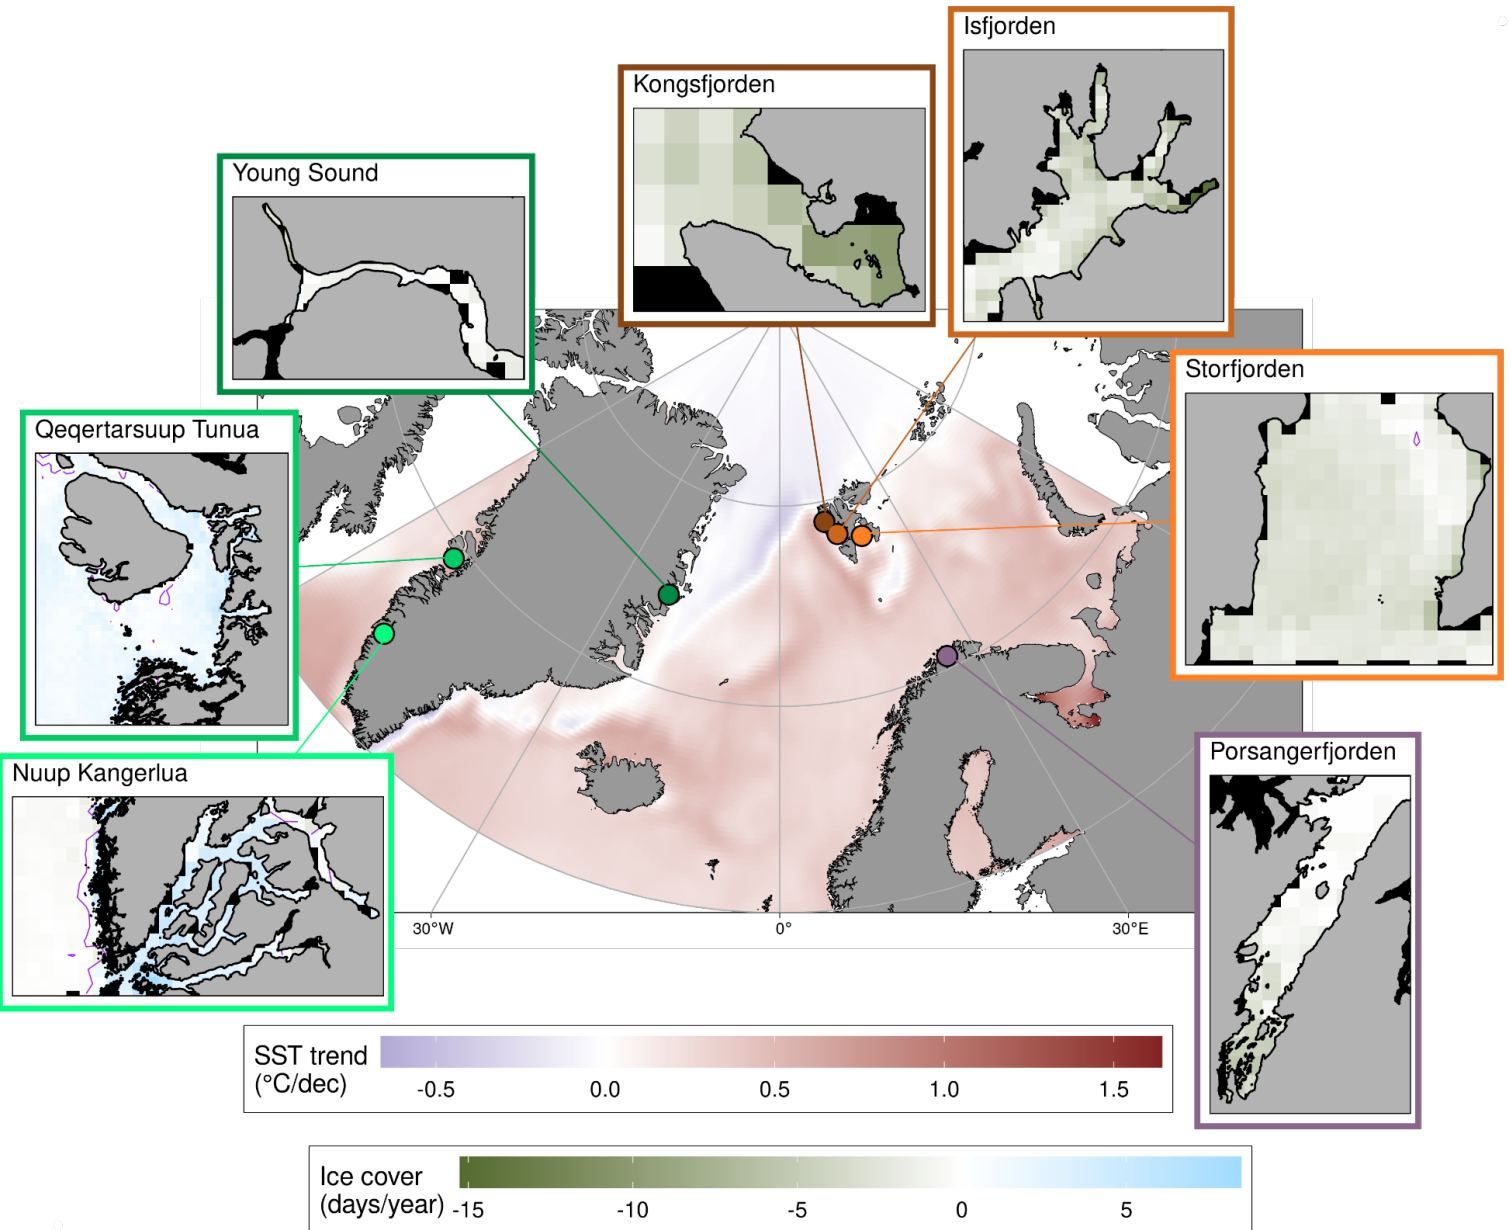 Isfjorden
Kongsfjorden
Young Sound
Storfjorden
Qeqertarsuup Tunua
Porsangerfjorden
Nuup Kangerlua
30°W
0°
30°E
SST trend
(°C/dec)
-0.5
0.0
0.5
1.0
1.5
Ice cover
(days/year)
-15
-10
-5
0
5